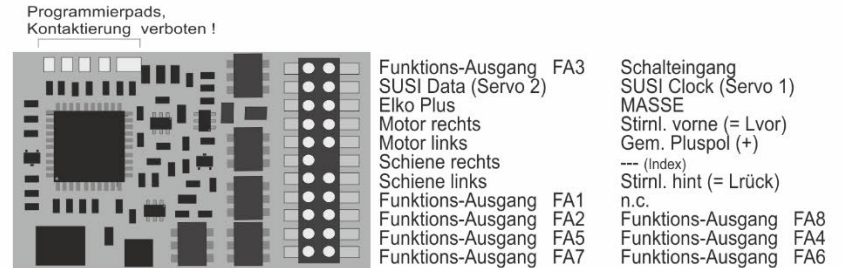 Programmierpads,
Kontaktierung verboten !
Funktions-Ausgang FA3 Schalteingang
SUSI Data (Servo 2) SUSI Clock (Servo 1)
Elko Plus MASSE
Motor rechts Stirnl. vorne (= Lvor)
Motor links Gem. Pluspol (+)
Schiene rechts --- (Index)
Schiene links Stirnl. hint (= Lrück)
Funktions-Ausgang FA1 n.c.
Funktions-Ausgang FA2 Funktions-Ausgang FA8
Funktions-Ausgang FA5 Funktions-Ausgang FA4
Funktions-Ausgang FA7 Funktions-Ausgang FA6